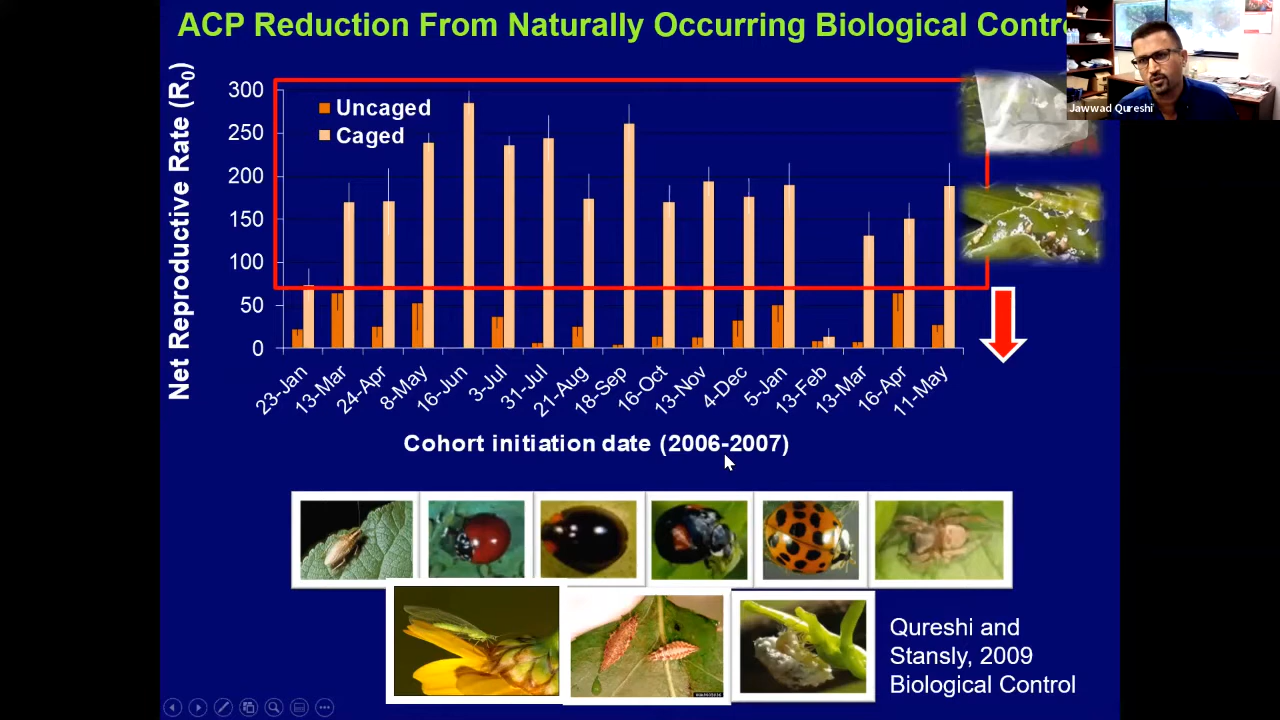 ACP Reduction From Naturally Occurring Biological Contr
Jawwad Qureshi
Net Reproductive Rate (R0)
300
250
200
150
100
50
0
Uncaged
Caged
23-Jan
13-Mar
24-Apr
8-May
16-Jun
3-Jul
31-Jul
21-Aug
18-Sep
16-Oct
13-Nov
4-Dec
5-Jan
13-Feb
13-Mar
16-Apr
11-May
Cohort initiation date (2006-2007)
Qureshi and
Stansly, 2009
Biological Control